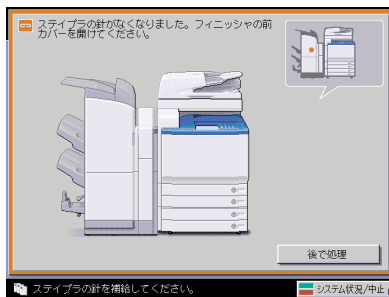 ステイプラの針がなくなりました。フィニッシャの前
カバーを開けてください。
後で処理
ステイプラの針を補給してください。
システム状況/中止